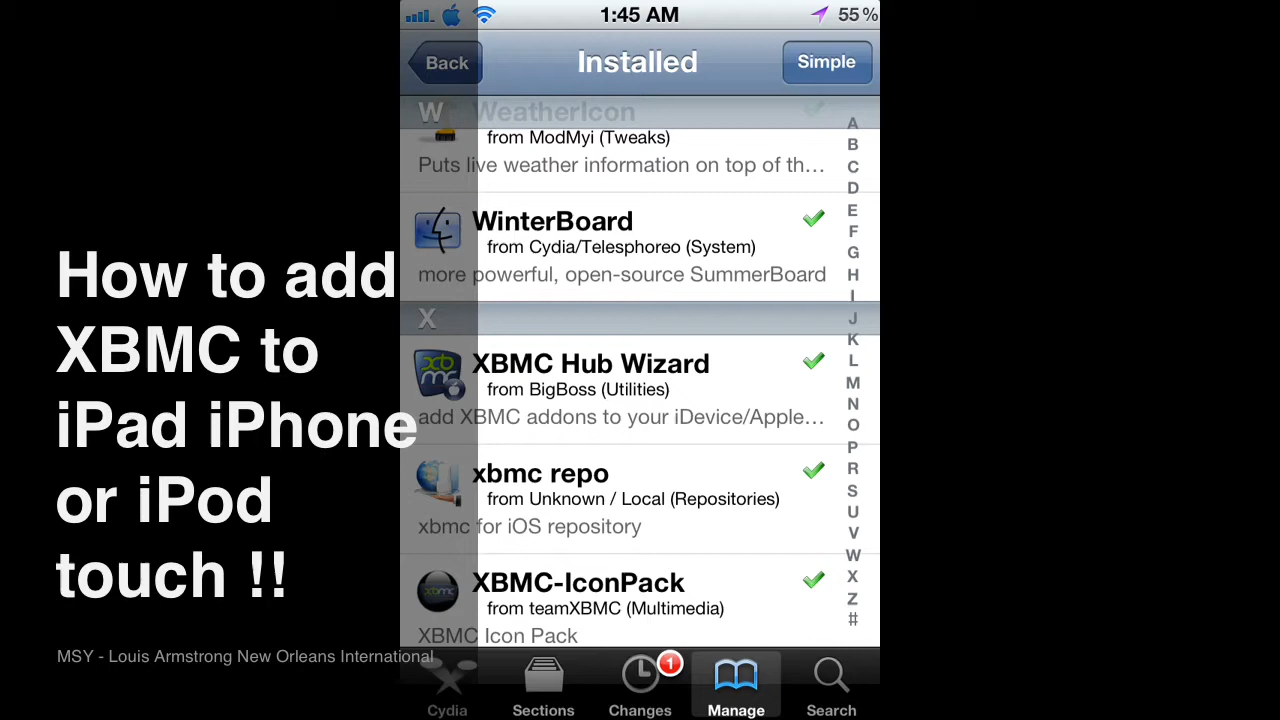 1:45 AM
55%
Back
Installed
Simple
W
WeatherIcon
from ModMyi (Tweaks)
Puts live weather information on top of th…
WinterBoard
from Cydia/Telesphoreo (System)
more powerful, open-source SummerBoard
X
XBMC Hub Wizard
from BigBoss (Utilities)
add XBMC addons to your iDevice/Apple…
xbmc repo
from Unknown / Local (Repositories)
xbmc for iOS repository
XBMC-IconPack
from teamXBMC (Multimedia)
XBMC Icon Pack
A
B
C
D
E
F
G
H
I
J
K
L
M
N
O
P
R
S
U
V
W
X
Z
#
How to add
XBMC to
iPad iPhone
or iPod
touch !!
MSY - Louis Armstrong New Orleans International
1
Cydia
Sections
Changes
Manage
Search